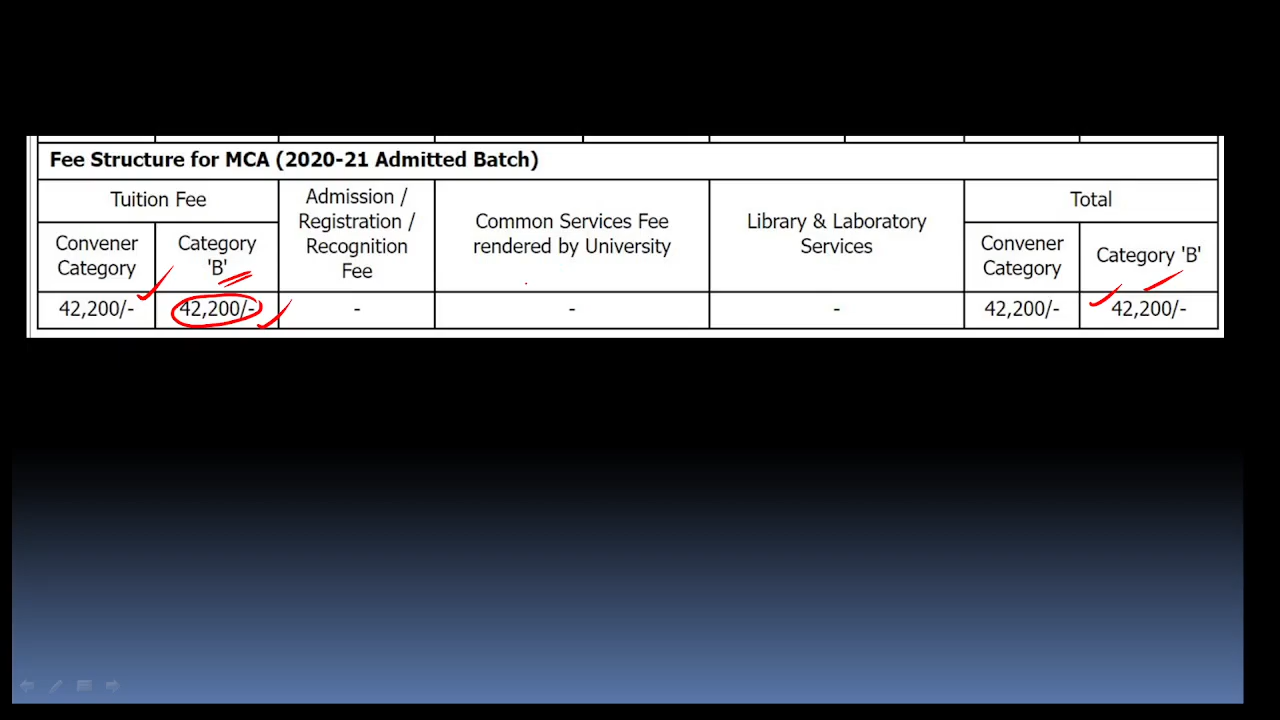 Fee Structure for MCA (2020-21 Admitted Batch)
Tuition Fee
Admission /
Registration /
Recognition
Fee
Common Services Fee
rendered by University
Library & Laboratory
Services
Total
Convener
Category
Category
'B'
Convener
Category
Category 'B'
42,200/-
42,200/-
-
-
-
42,200/-
42,200/-